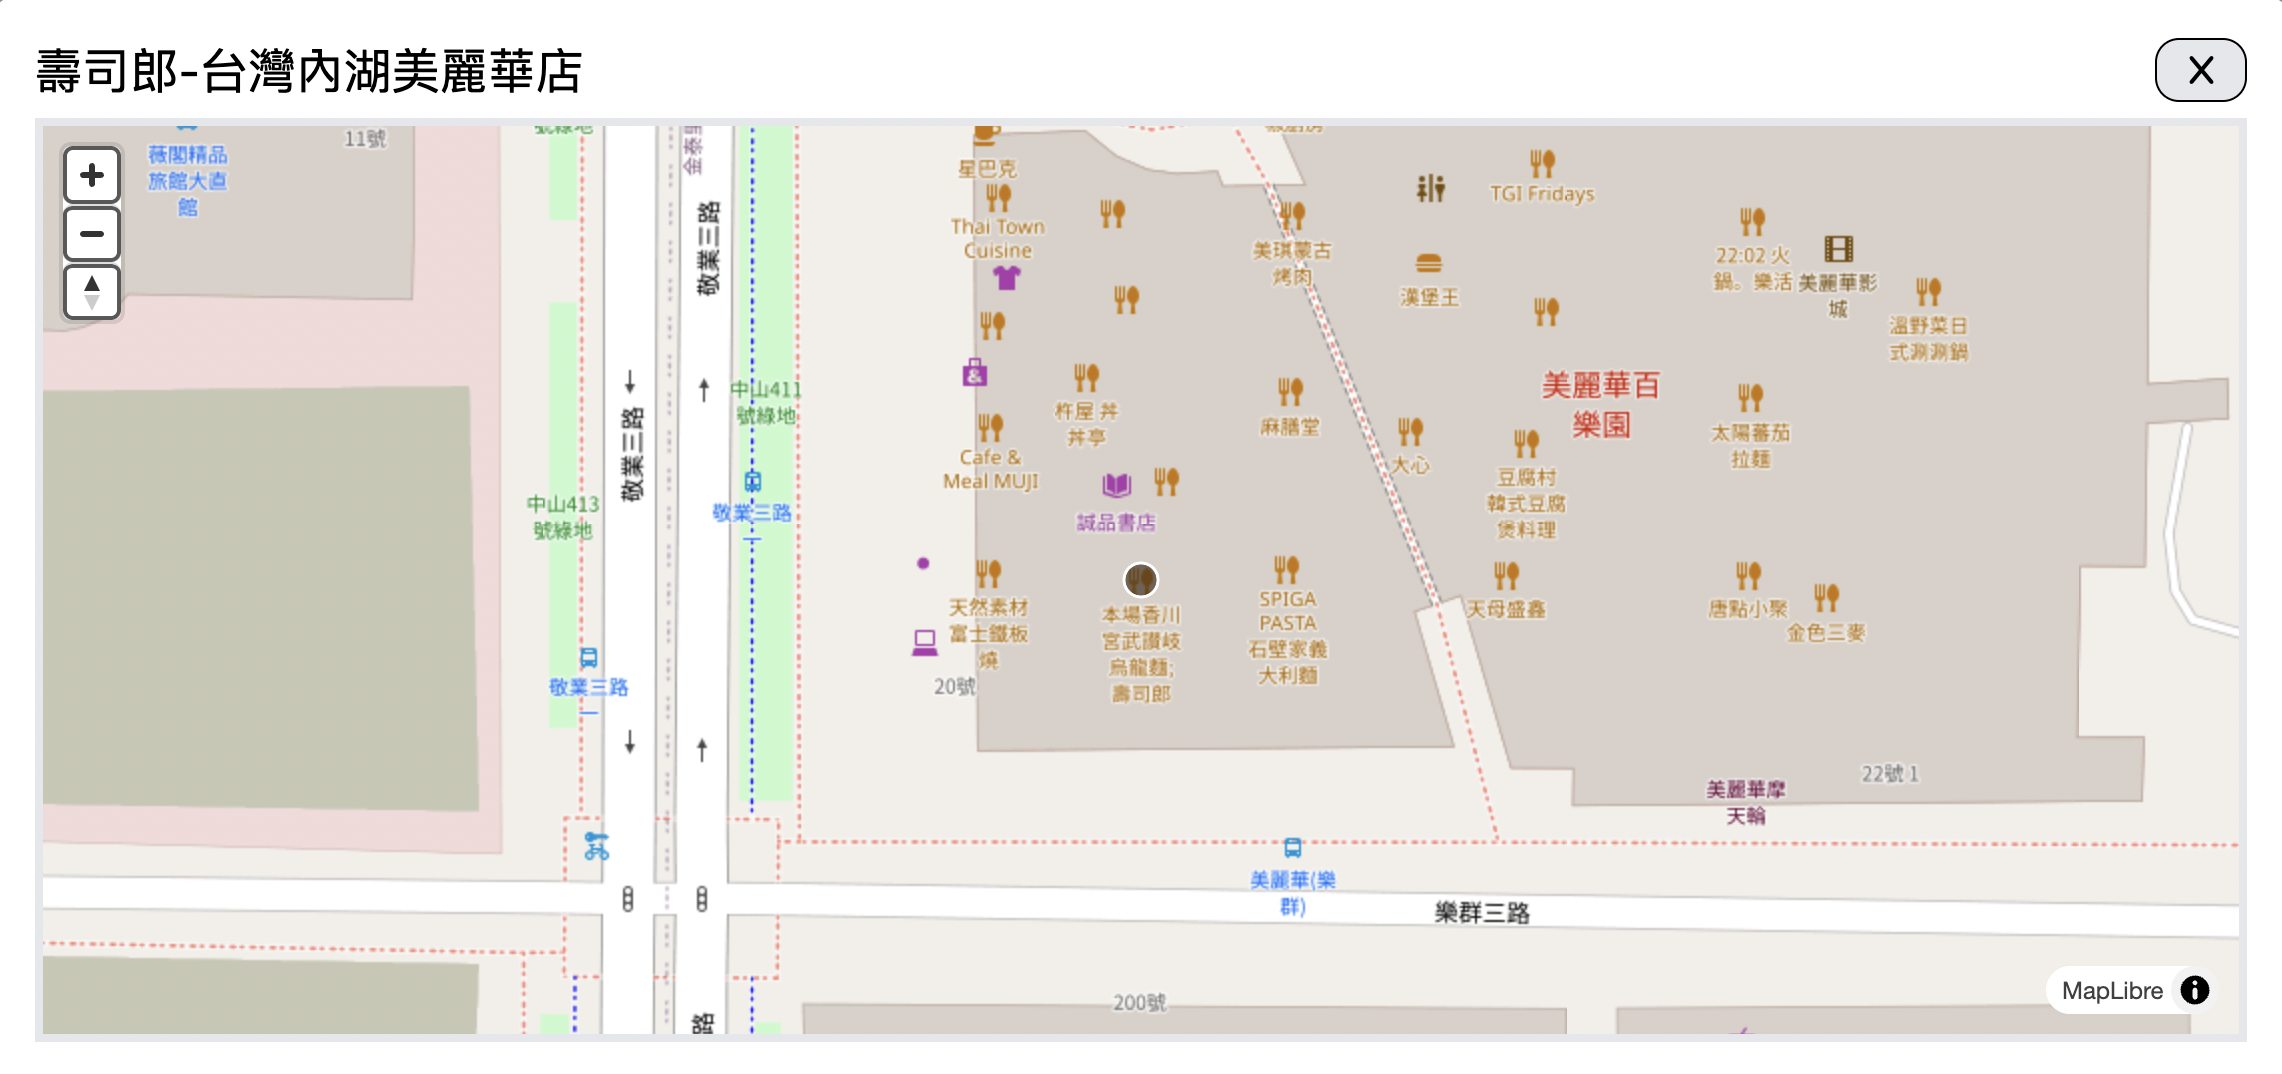 壽司郎-台灣內湖美麗華店
X
薇閣精品
旅館大直
館
11號
敬業三路
敬業三路
中山411
號綠地
中山413
號綠地
敬業三路
一
敬業三路
一
星巴克
Thai Town
Cuisine
美琪蒙古
烤肉
TGI Fridays
漢堡王
22:02 火
鍋。樂活
美麗華影
城
溫野菜日
式涮涮鍋
杵屋 丼
丼亭
麻膳堂
大心
美麗華百
樂園
太陽蕃茄
拉麵
Cafe &
Meal MUJI
誠品書店
豆腐村
韓式豆腐
煲料理
天然素材
富士鐵板
燒
本場香川
宮武讚岐
烏龍麵;
壽司郎
SPIGA
PASTA
石壁家義
大利麵
天母盛鑫
唐點小聚
金色三麥
20號
22號 1
美麗華摩
天輪
美麗華(樂
群)
樂群三路
200號
路
MapLibre